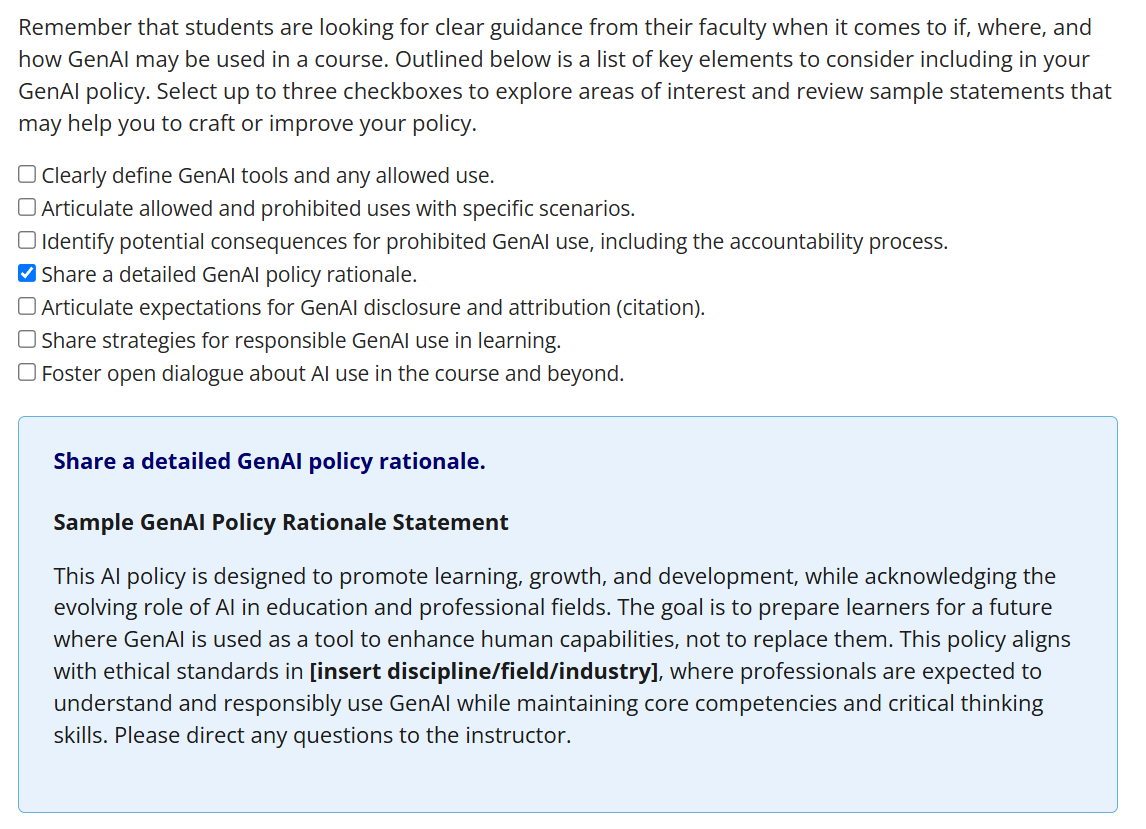 Remember that students are looking for clear guidance from their faculty when it comes to if, where, and
how GenAI may be used in a course. Outlined below is a list of key elements to consider including in your
GenAI policy. Select up to three checkboxes to explore areas of interest and review sample statements that
may help you to craft or improve your policy.
Clearly define GenAI tools and any allowed use.
Articulate allowed and prohibited uses with specific scenarios.
Identify potential consequences for prohibited GenAI use, including the accountability process.
Share a detailed GenAI policy rationale.
Articulate expectations for GenAI disclosure and attribution (citation).
Share strategies for responsible GenAI use in learning.
Foster open dialogue about AI use in the course and beyond.
Share a detailed GenAI policy rationale.
Sample GenAI Policy Rationale Statement
This AI policy is designed to promote learning, growth, and development, while acknowledging the
evolving role of AI in education and professional fields. The goal is to prepare learners for a future
where GenAI is used as a tool to enhance human capabilities, not to replace them. This policy aligns
with ethical standards in [insert discipline/field/industry], where professionals are expected to
understand and responsibly use GenAI while maintaining core competencies and critical thinking
skills. Please direct any questions to the instructor.